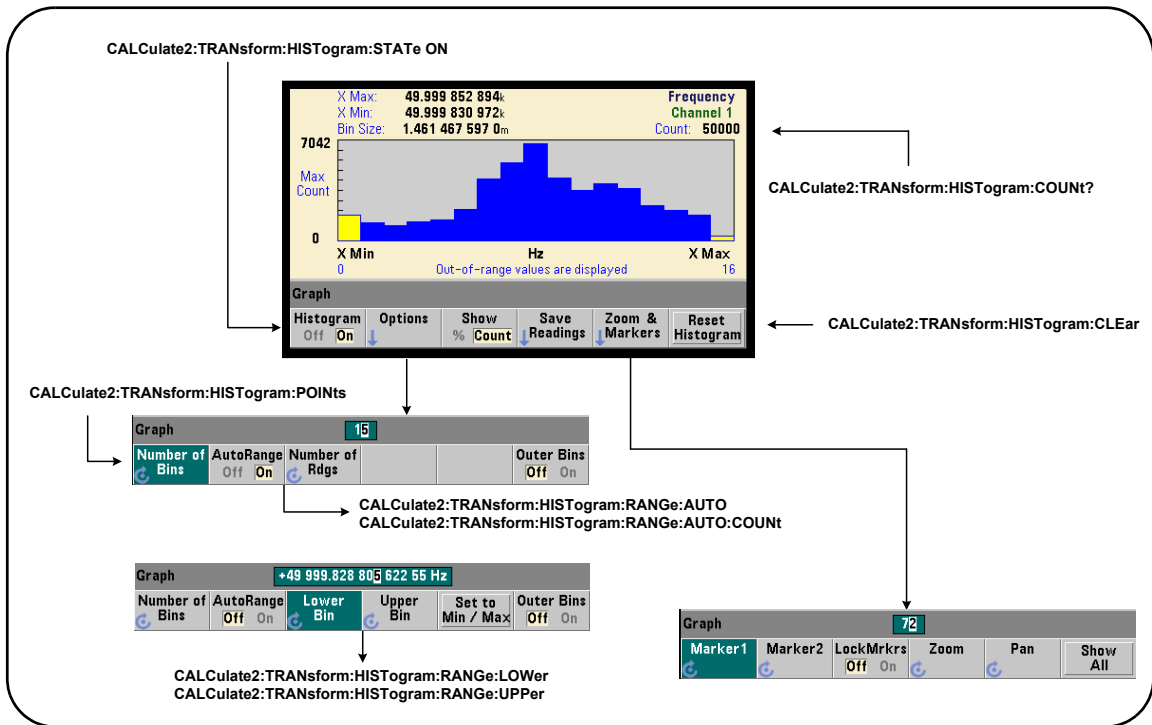 CALCulate2:TRANsform:HISTogram:STATe ON
X Max: 49.999 852 894k
Frequency
X Min: 49.999 830 972k
Channel 1
Bin Size: 1.461 467 597 0m
Count: 50000
7042
Max
Count
0
X Min
Hz
X Max
0
Out-of-range values are displayed
16
Graph
Histogram
Off On
Options
Show
% Count
Save
Readings
Zoom &
Markers
Reset
Histogram
CALCulate2:TRANsform:HISTogram:COUNt?
CALCulate2:TRANsform:HISTogram:CLEar
CALCulate2:TRANsform:HISTogram:POINts
Graph
15
Number of
Bins
AutoRange
Off On
Number of
Rdgs
Outer Bins
Off On
CALCulate2:TRANsform:HISTogram:RANGe:AUTO
CALCulate2:TRANsform:HISTogram:RANGe:AUTO:COUNt
Graph
+49 999.828 805 622 55 Hz
Number of
Bins
AutoRange
Off On
Lower
Bin
Upper
Bin
Set to
Min / Max
Outer Bins
Off On
CALCulate2:TRANsform:HISTogram:RANGe:LOWer
CALCulate2:TRANsform:HISTogram:RANGe:UPPer
Graph
72
Marker1
Marker2
LockMrkrs
Off On
Zoom
Pan
Show
All